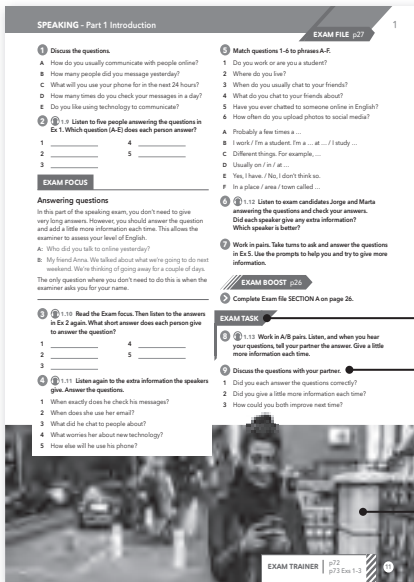 SPEAKING - Part 1 Introduction
1
EXAM FILE p27
1 Discuss the questions.
A How do you usually communicate with people online?
B How many people did you message yesterday?
C What will you use your phone for in the next 24 hours?
D How many times do you check your messages in a day?
E Do you like using technology to communicate?
2 1.9 Listen to five people answering the questions in
Ex 1. Which question (A-E) does each person answer?
1 ____________ 4 ____________
2 ____________ 5 ____________
3 ____________
EXAM FOCUS
Answering questions
In this part of the speaking exam, you don't need to give
very long answers. However, you should answer the question
and add a little more information each time. This allows the
examiner to assess your level of English.
A: Who did you talk to online yesterday?
B: My friend Anna. We talked about what we're going to do next
weekend. We're thinking of going away for a couple of days.
The only question where you don't need to do this is when the
examiner asks you for your name.
3 1.10 Read the Exam focus. Then listen to the answers
in Ex 2 again. What short answer does each person give
to answer the question?
1 ____________ 4 ____________
2 ____________ 5 ____________
3 ____________
4 1.11 Listen again to the extra information the speakers
give. Answer the questions.
1 When exactly does he check his messages?
2 When does she use her email?
3 What did he chat to people about?
4 What worries her about new technology?
5 How else will he use his phone?
5 Match questions 1-6 to phrases A-F.
1 Do you work or are you a student?
2 Where do you live?
3 When do you usually chat to your friends?
4 What do you chat to your friends about?
5 Have you ever chatted to someone online in English?
6 How often do you upload photos to social media?
A Probably a few times a …
B I work / I'm a student. I'm a … at … / I study …
C Different things. For example, …
D Usually on / in / at …
E Yes, I have. / No, I don't think so.
F In a place / area / town called …
6 1.12 Listen to exam candidates Jorge and Marta
answering the questions and check your answers.
Did each speaker give any extra information?
Which speaker is better?
7 Work in pairs. Take turns to ask and answer the questions
in Ex 5. Use the prompts to help you and try to give more
information.
EXAM BOOST p26
Complete Exam file SECTION A on page 26.
EXAM TASK
8 1.13 Work in A/B pairs. Listen, and when you hear
your questions, tell your partner the answer. Give a little
more information each time.
9 Discuss the questions with your partner.
1 Did you each answer the questions correctly?
2 Did you give a little more information each time?
3 How could you both improve next time?
EXAM TRAINER p72
p73 Exs 1-3
11